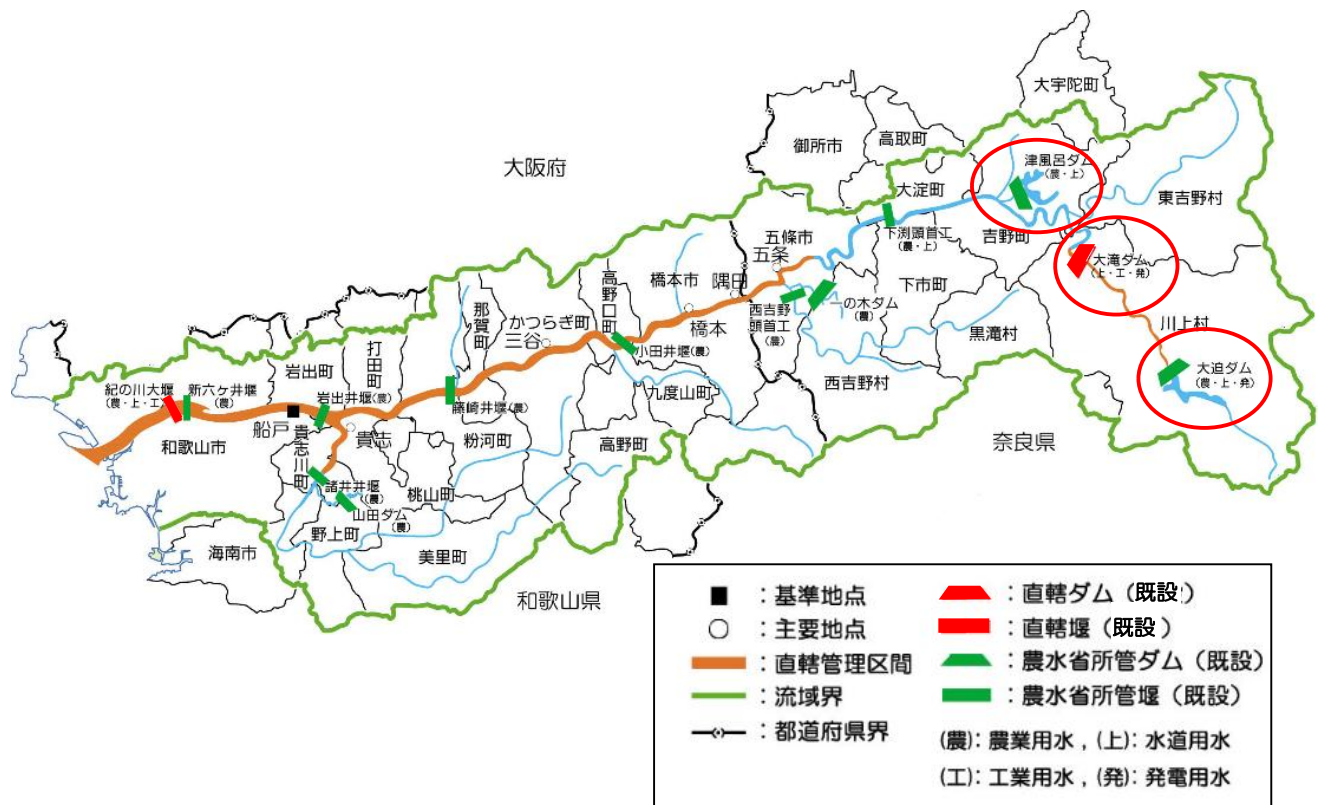 大宇陀町
御所市
高取町
大阪府
津風呂ダム
(農・上)
大淀町
東吉野村
五條市
五条
下渕頭首工
(農・上)
吉野町
大滝ダム
(上・工・発)
那賀町
高野口町
橋本市
隅田
西吉野
頭首工
(農)
一の木ダム
(農)
下市町
かつらぎ町
三谷
橋本
黒滝村
川上村
岩出町
打田町
小田井堰(農)
大迫ダム
(農・上・発)
紀の川大堰
(農・上・工)
新六ケ井堰
(農)
岩出井堰(農)
藤崎井堰(農)
九度山町
西吉野村
船戸
貴志
和歌山市
貴志川町
粉河町
高野町
奈良県
諸井井堰
(農)
桃山町
山田ダム
(農)
野上町
海南市
美里町
和歌山県
■：基準地点
○：主要地点
：直轄管理区間
：流域界
：都道府県界
：直轄ダム（既設）
：直轄堰（既設）
：農水省所管ダム（既設）
：農水省所管堰（既設）
(農)：農業用水，(上)：水道用水
(工)：工業用水，(発)：発電用水